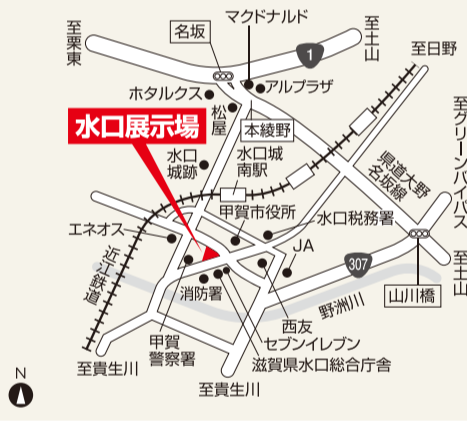 マクドナルド
名坂
至栗東
1
至土山
至日野
ホタルクス
アルプラザ
松屋
本綾野
水口展示場
至グリーンバイパス
水口
城跡
水口城
南駅
県道大野
名坂線
甲賀市役所
水口税務署
エネオス
JA
近江鉄道
307
至土山
消防署
野洲川
山川橋
甲賀
警察署
西友
セブンイレブン
滋賀県水口総合庁舎
至貴生川
至貴生川
N